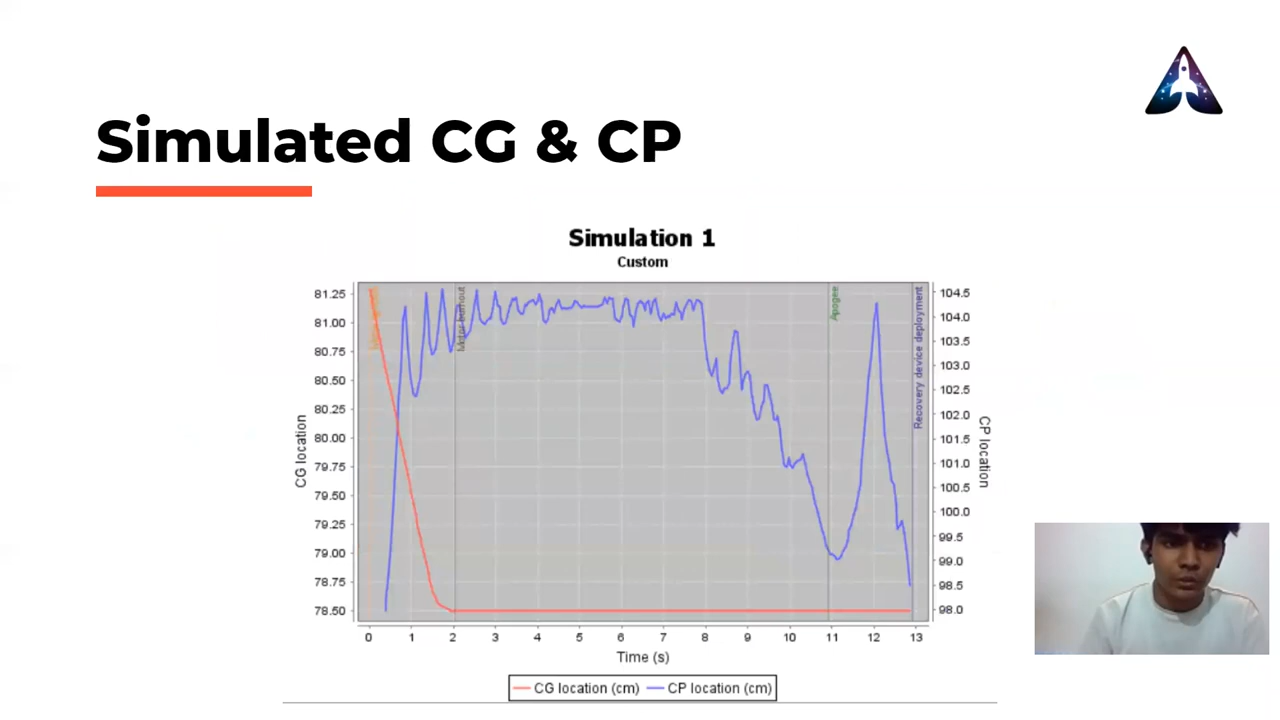 Simulated CG & CP
Simulation 1
Custom
81.25
81.00
80.75
80.50
80.25
80.00
79.75
79.50
79.25
79.00
78.75
78.50
CG location
Motor burnout
Apogee
Recovery device deployment
104.5
104.0
103.5
103.0
102.5
102.0
101.5
101.0
100.5
100.0
99.5
99.0
98.5
98.0
CP location
0 1 2 3 4 5 6 7 8 9 10 11 12 13
Time (s)
CG location (cm) CP location (cm)